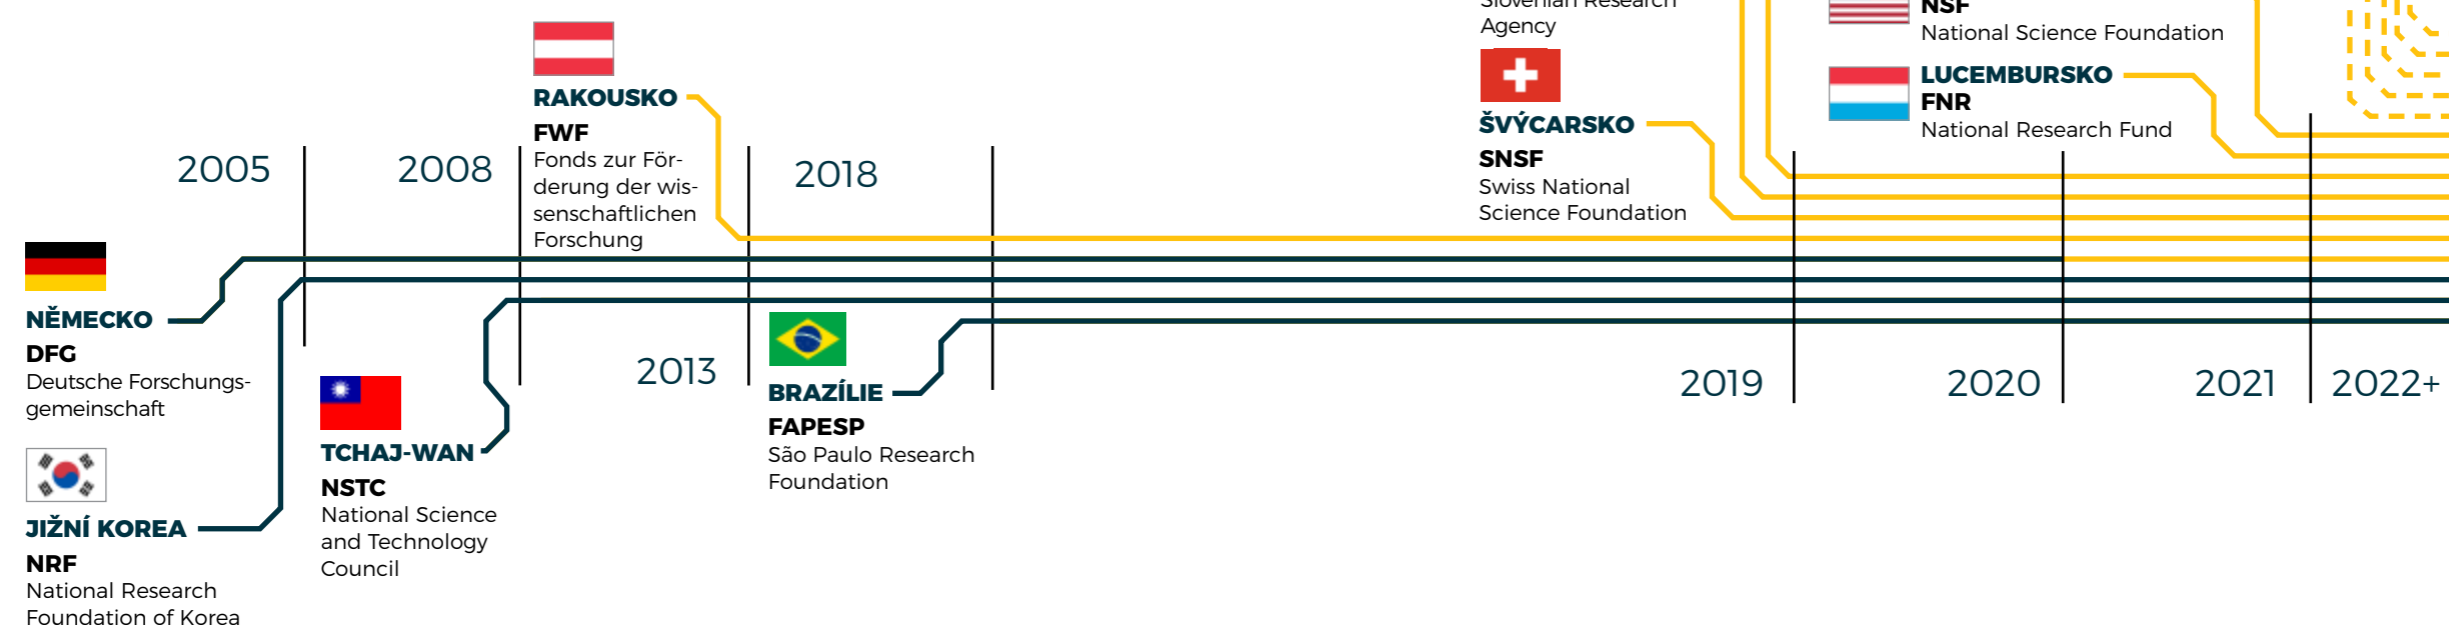 Slovenian Research
Agency
NSF
National Science Foundation
LUCEMBURSKO
FNR
National Research Fund
RAKOUSKO
FWF
Fonds zur För-
derung der wis-
senschaftlichen
Forschung
ŠVÝCARSKO
SNSF
Swiss National
Science Foundation
2005
2008
2018
NĚMECKO
DFG
Deutsche Forschungs-
gemeinschaft
JIŽNÍ KOREA
NRF
National Research
Foundation of Korea
TCHAJ-WAN
NSTC
National Science
and Technology
Council
2013
BRAZÍLIE
FAPESP
São Paulo Research
Foundation
2019
2020
2021
2022+